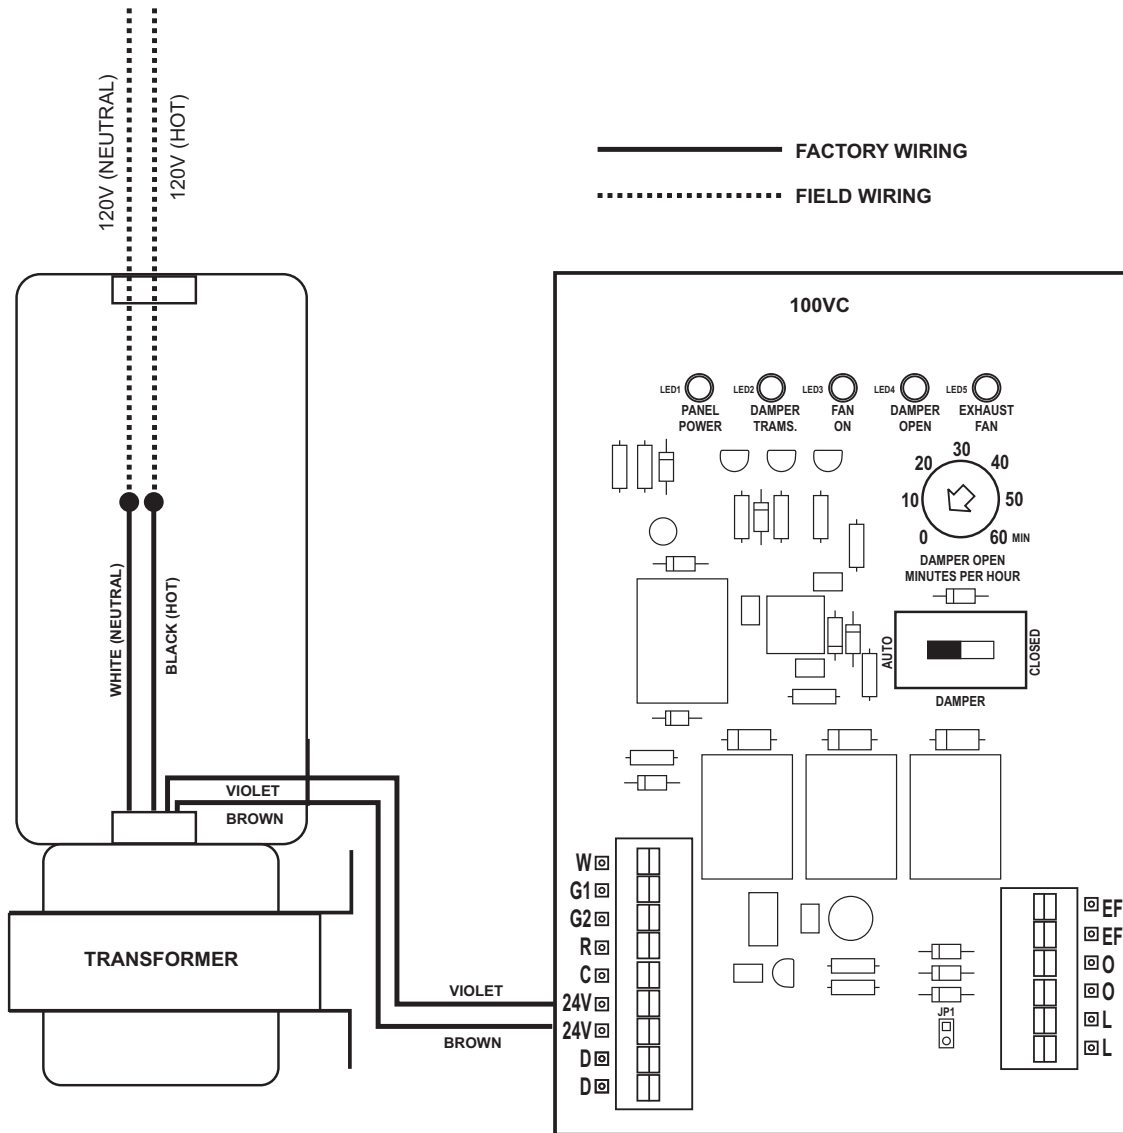 120V (NEUTRAL)
120V (HOT)
FACTORY WIRING
FIELD WIRING
WHITE (NEUTRAL)
BLACK (HOT)
VIOLET
BROWN
TRANSFORMER
VIOLET
BROWN
100VC
LED1
PANEL
POWER
LED2
DAMPER
TRAMS.
LED3
FAN
ON
LED4
DAMPER
OPEN
LED5
EXHAUST
FAN
0
10
20
30
40
50
60 MIN
DAMPER OPEN
MINUTES PER HOUR
AUTO
CLOSED
DAMPER
W
G1
G2
R
C
24V
24V
D
D
JP1
EF
EF
O
O
L
L